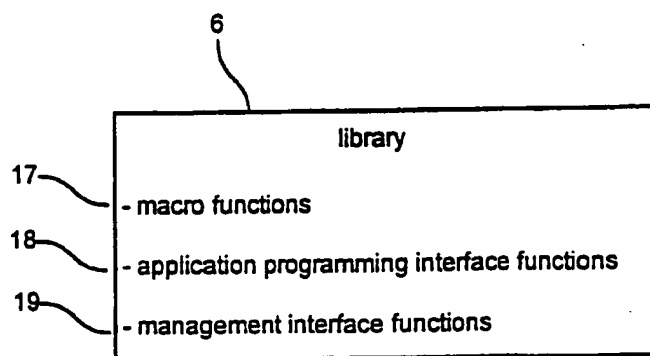 6
library
17
- macro functions
18
- application programming interface functions
19
- management interface functions